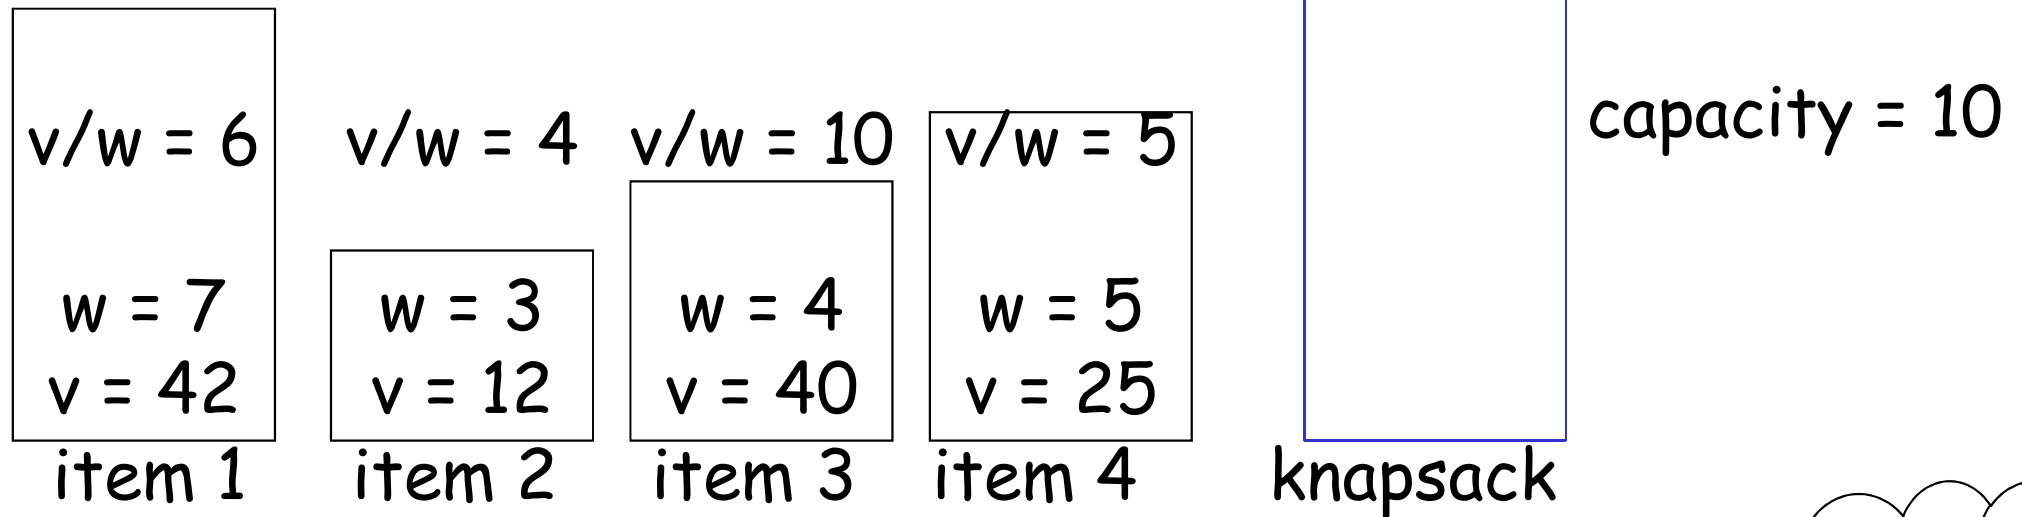 v/w = 6
w = 7
v = 42
item 1
v/w = 4
w = 3
v = 12
item 2
v/w = 10
w = 4
v = 40
item 3
v/w = 5
w = 5
v = 25
item 4
knapsack
capacity = 10